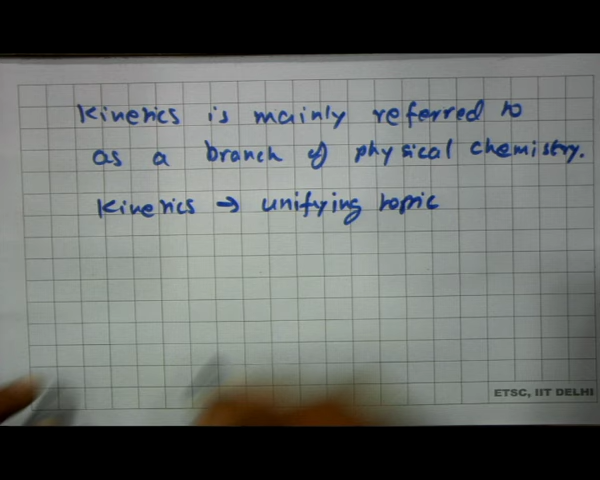 Kinetics is mainly referred to
as a branch of physical chemistry.
Kinetics → unifying topic
ETSC, IIT DELHI